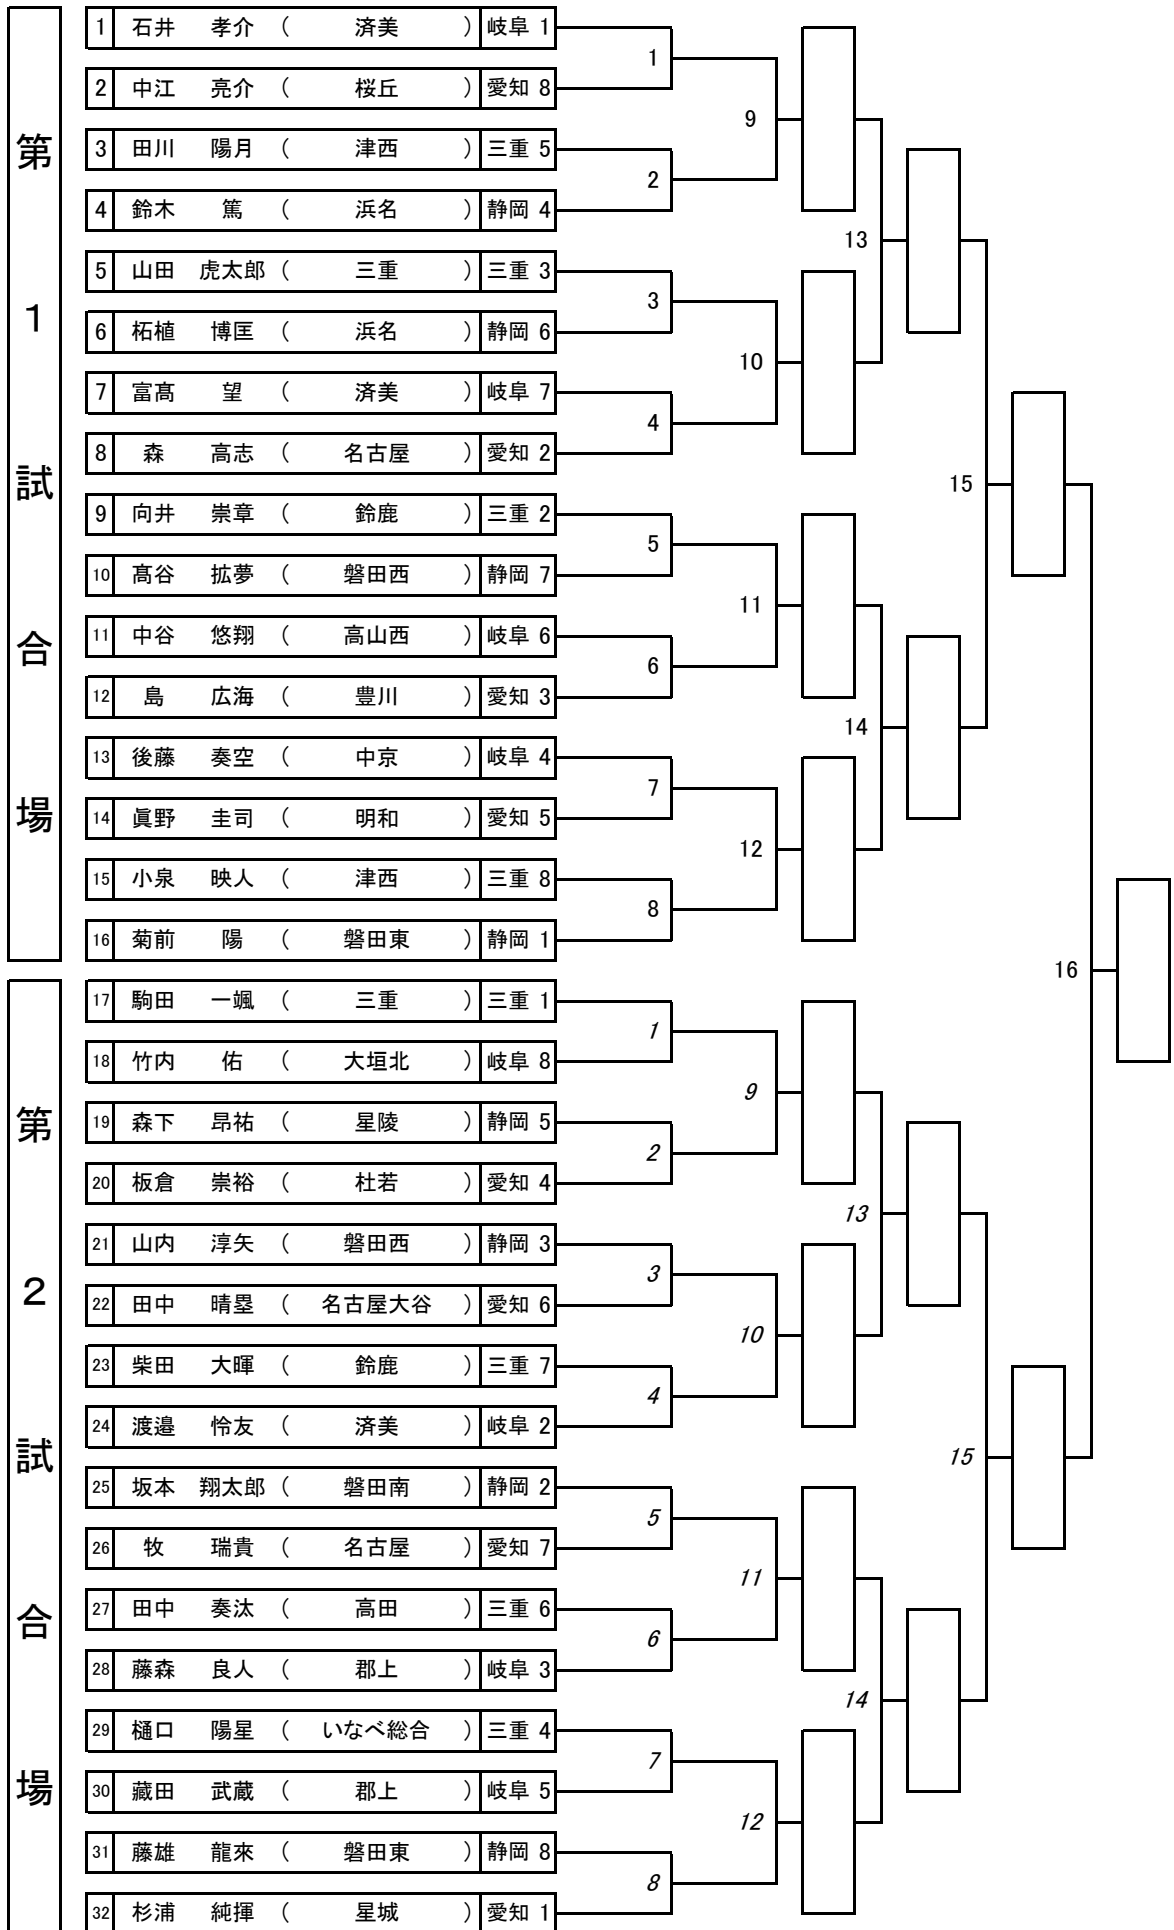 第1試合場
1 石井 孝介 ( 済美 ) 岐阜 1
2 中江 亮介 ( 桜丘 ) 愛知 8
3 田川 陽月 ( 津西 ) 三重 5
4 鈴木 篤 ( 浜名 ) 静岡 4
5 山田 虎太郎 ( 三重 ) 三重 3
6 柘植 博匡 ( 浜名 ) 静岡 6
7 富髙 望 ( 済美 ) 岐阜 7
8 森 高志 ( 名古屋 ) 愛知 2
9 向井 崇章 ( 鈴鹿 ) 三重 2
10 髙谷 拡夢 ( 磐田西 ) 静岡 7
11 中谷 悠翔 ( 高山西 ) 岐阜 6
12 島 広海 ( 豊川 ) 愛知 3
13 後藤 奏空 ( 中京 ) 岐阜 4
14 眞野 圭司 ( 明和 ) 愛知 5
15 小泉 映人 ( 津西 ) 三重 8
16 菊前 陽 ( 磐田東 ) 静岡 1
1
2
3
4
5
6
7
8
9
10
11
12
13
14
15
16
第2試合場
17 駒田 一颯 ( 三重 ) 三重 1
18 竹内 佑 ( 大垣北 ) 岐阜 8
19 森下 昂祐 ( 星陵 ) 静岡 5
20 板倉 崇裕 ( 杜若 ) 愛知 4
21 山内 淳矢 ( 磐田西 ) 静岡 3
22 田中 晴塁 ( 名古屋大谷 ) 愛知 6
23 柴田 大暉 ( 鈴鹿 ) 三重 7
24 渡邉 怜友 ( 済美 ) 岐阜 2
25 坂本 翔太郎 ( 磐田南 ) 静岡 2
26 牧 瑞貴 ( 名古屋 ) 愛知 7
27 田中 奏汰 ( 高田 ) 三重 6
28 藤森 良人 ( 郡上 ) 岐阜 3
29 樋口 陽星 ( いなべ総合 ) 三重 4
30 藏田 武蔵 ( 郡上 ) 岐阜 5
31 藤雄 龍來 ( 磐田東 ) 静岡 8
32 杉浦 純揮 ( 星城 ) 愛知 1
1
2
3
4
5
6
7
8
9
10
11
12
13
14
15